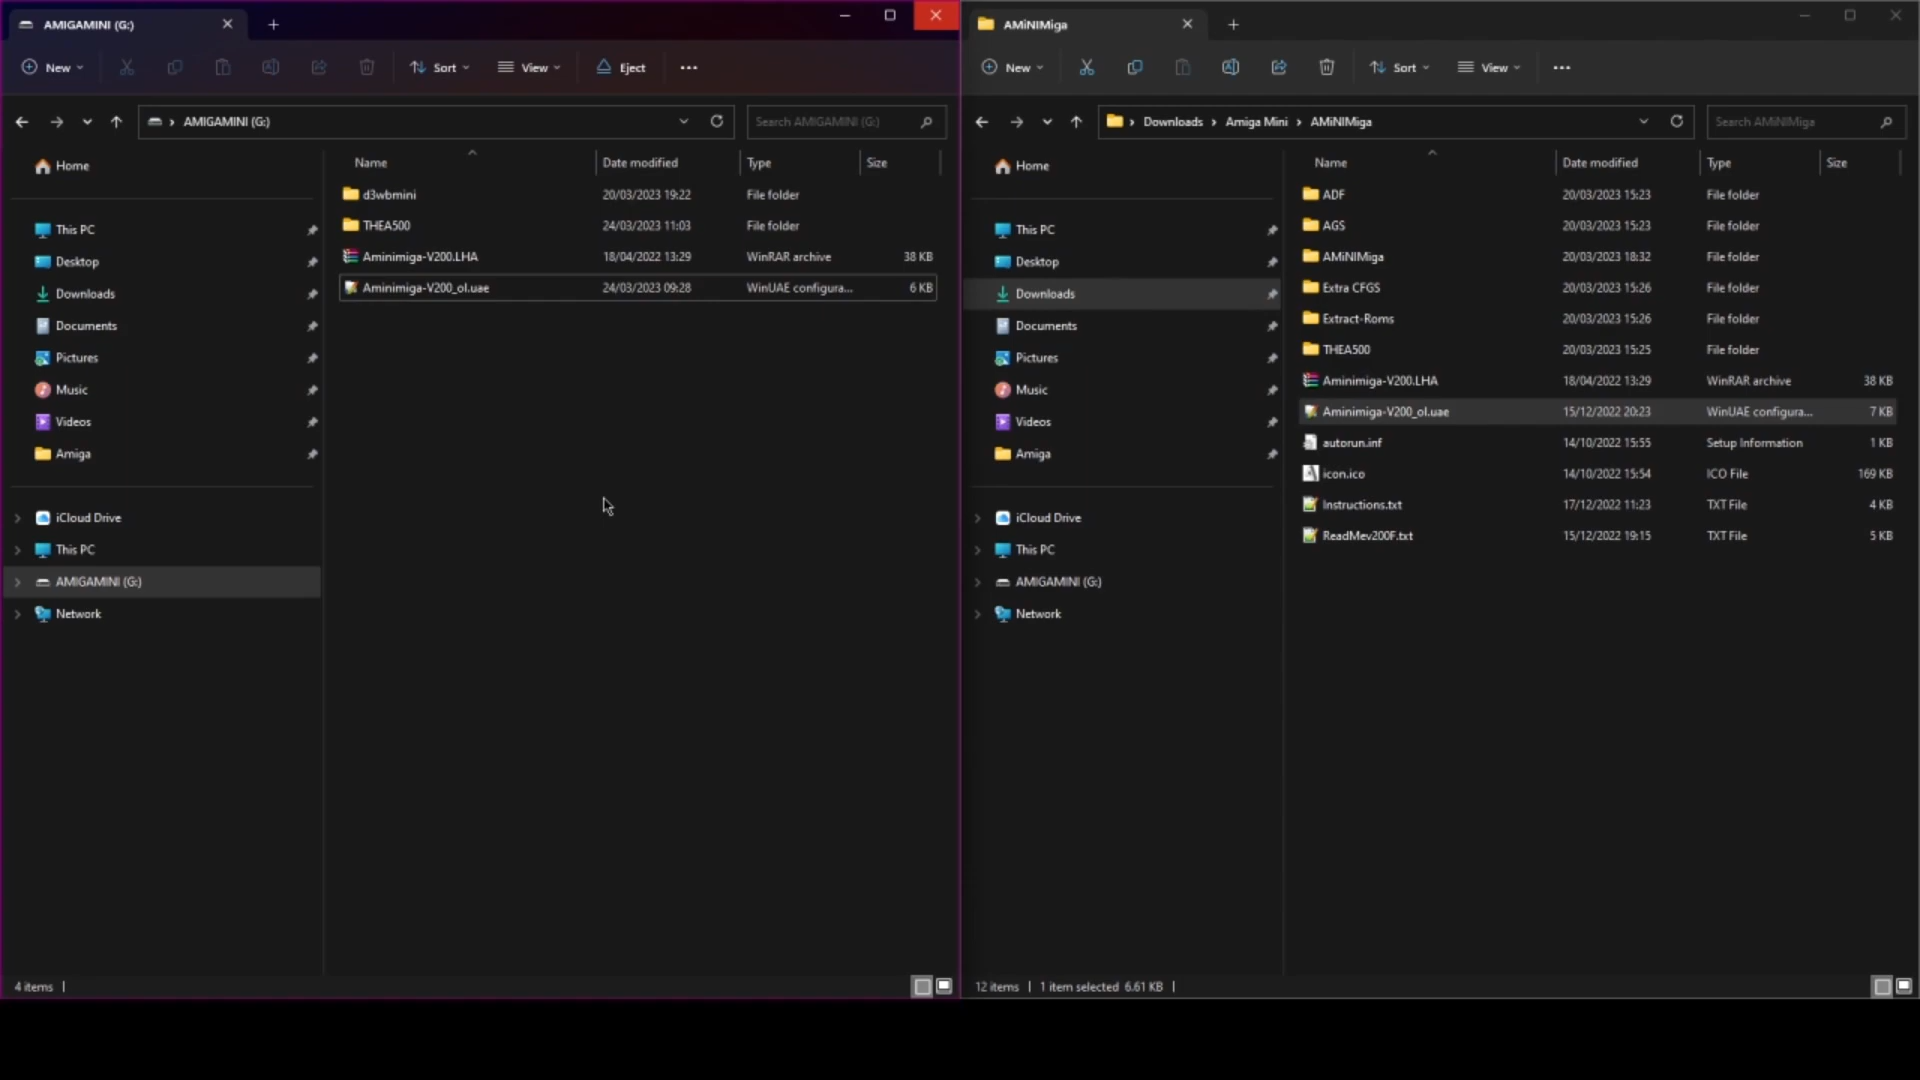 AMIGAMINI (G:)
New
Sort
View
Eject
AMIGAMINI (G:)
Search AMIGAMINI (G:)
Home
This PC
Desktop
Downloads
Documents
Pictures
Music
Videos
Amiga
iCloud Drive
This PC
AMIGAMINI (G:)
Network
Name Date modified Type Size
d3wbmini 20/03/2023 19:22 File folder
THEA500 24/03/2023 11:03 File folder
Aminimiga-V200.LHA 18/04/2022 13:29 WinRAR archive 38 KB
Aminimiga-V200_ol.uae 24/03/2023 09:28 WinUAE configura... 6 KB
4 items
AMiNIMiga
New
Sort
View
Downloads > Amiga Mini > AMiNIMiga
Search AMiNIMiga
Home
This PC
Desktop
Downloads
Documents
Pictures
Music
Videos
Amiga
iCloud Drive
This PC
AMIGAMINI (G:)
Network
Name Date modified Type Size
ADF 20/03/2023 15:23 File folder
AGS 20/03/2023 15:23 File folder
AMiNIMiga 20/03/2023 18:32 File folder
Extra CFGS 20/03/2023 15:26 File folder
Extract-Roms 20/03/2023 15:26 File folder
THEA500 20/03/2023 15:25 File folder
Aminimiga-V200.LHA 18/04/2022 13:29 WinRAR archive 38 KB
Aminimiga-V200_ol.uae 15/12/2022 20:23 WinUAE configura... 7 KB
autorun.inf 14/10/2022 15:55 Setup Information 1 KB
icon.ico 14/10/2022 15:54 ICO File 169 KB
Instructions.txt 17/12/2022 11:23 TXT File 4 KB
ReadMev200F.txt 15/12/2022 19:15 TXT File 5 KB
12 items 1 item selected 6.61 KB